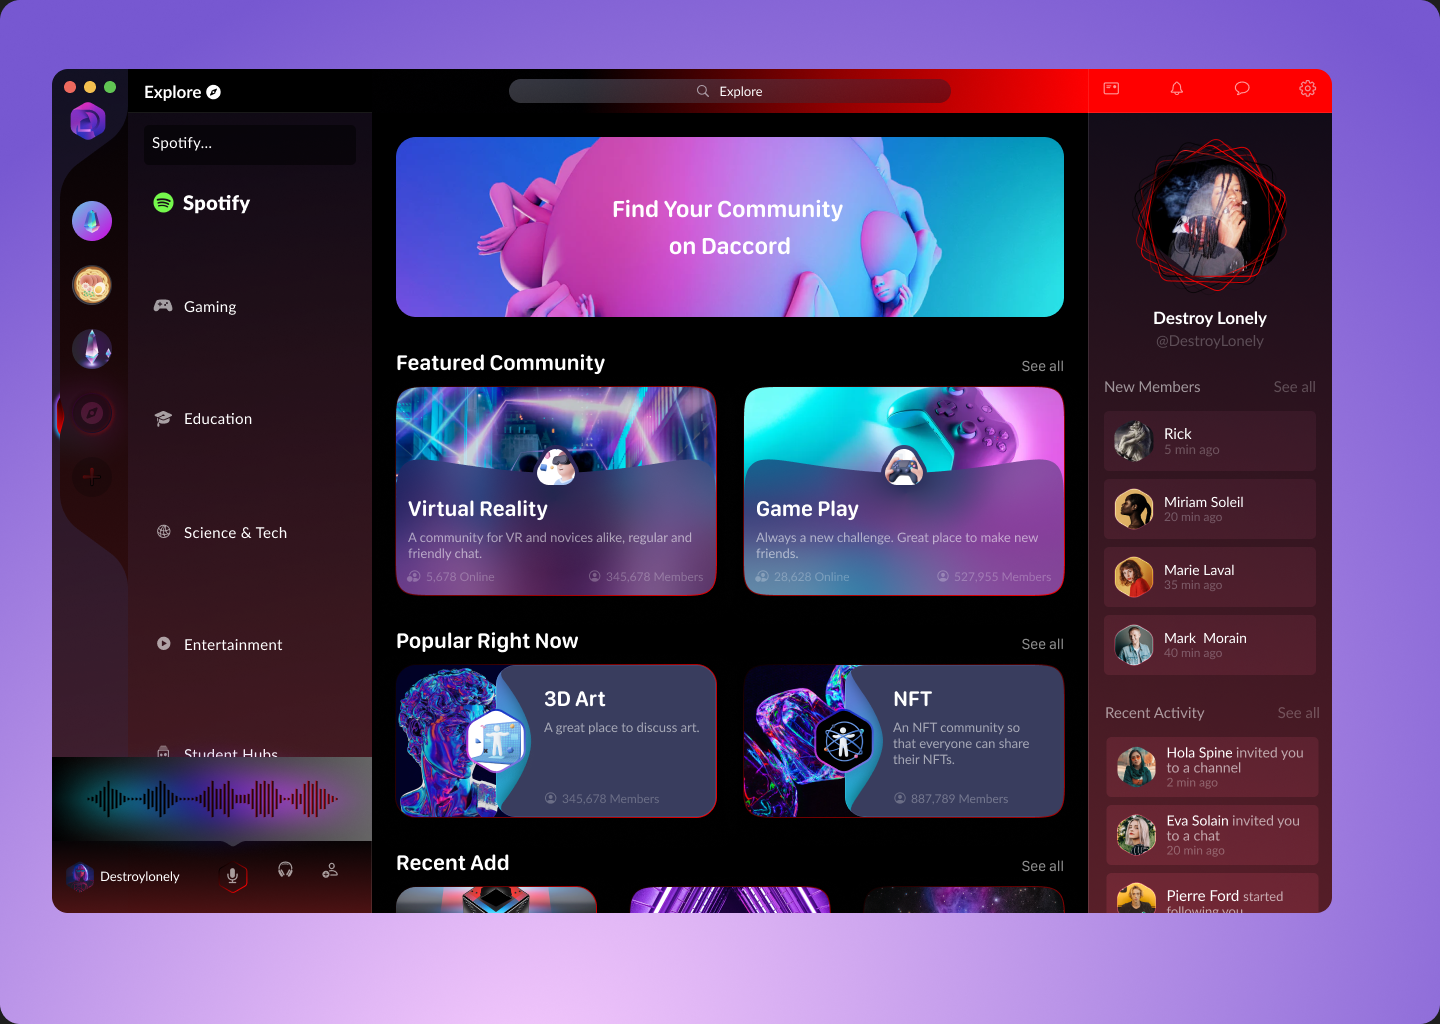 Explore
Explore
Spotify...
Spotify
Gaming
Education
Science & Tech
Entertainment
Student Hubs
Destroylonely
Find Your Community
on Daccord
Featured Community
See all
Virtual Reality
A community for VR and novices alike, regular and
friendly chat.
5,678 Online
345,678 Members
Game Play
Always a new challenge. Great place to make new
friends.
28,628 Online
527,955 Members
Popular Right Now
See all
3D Art
A great place to discuss art.
345,678 Members
NFT
An NFT community so
that everyone can share
their NFTs.
887,789 Members
Recent Add
See all
Destroy Lonely
@DestroyLonely
New Members
See all
Rick
5 min ago
Miriam Soleil
20 min ago
Marie Laval
35 min ago
Mark Morain
40 min ago
Recent Activity
See all
Hola Spine invited you
to a channel
2 min ago
Eva Solain invited you
to a chat
20 min ago
Pierre Ford started
following you